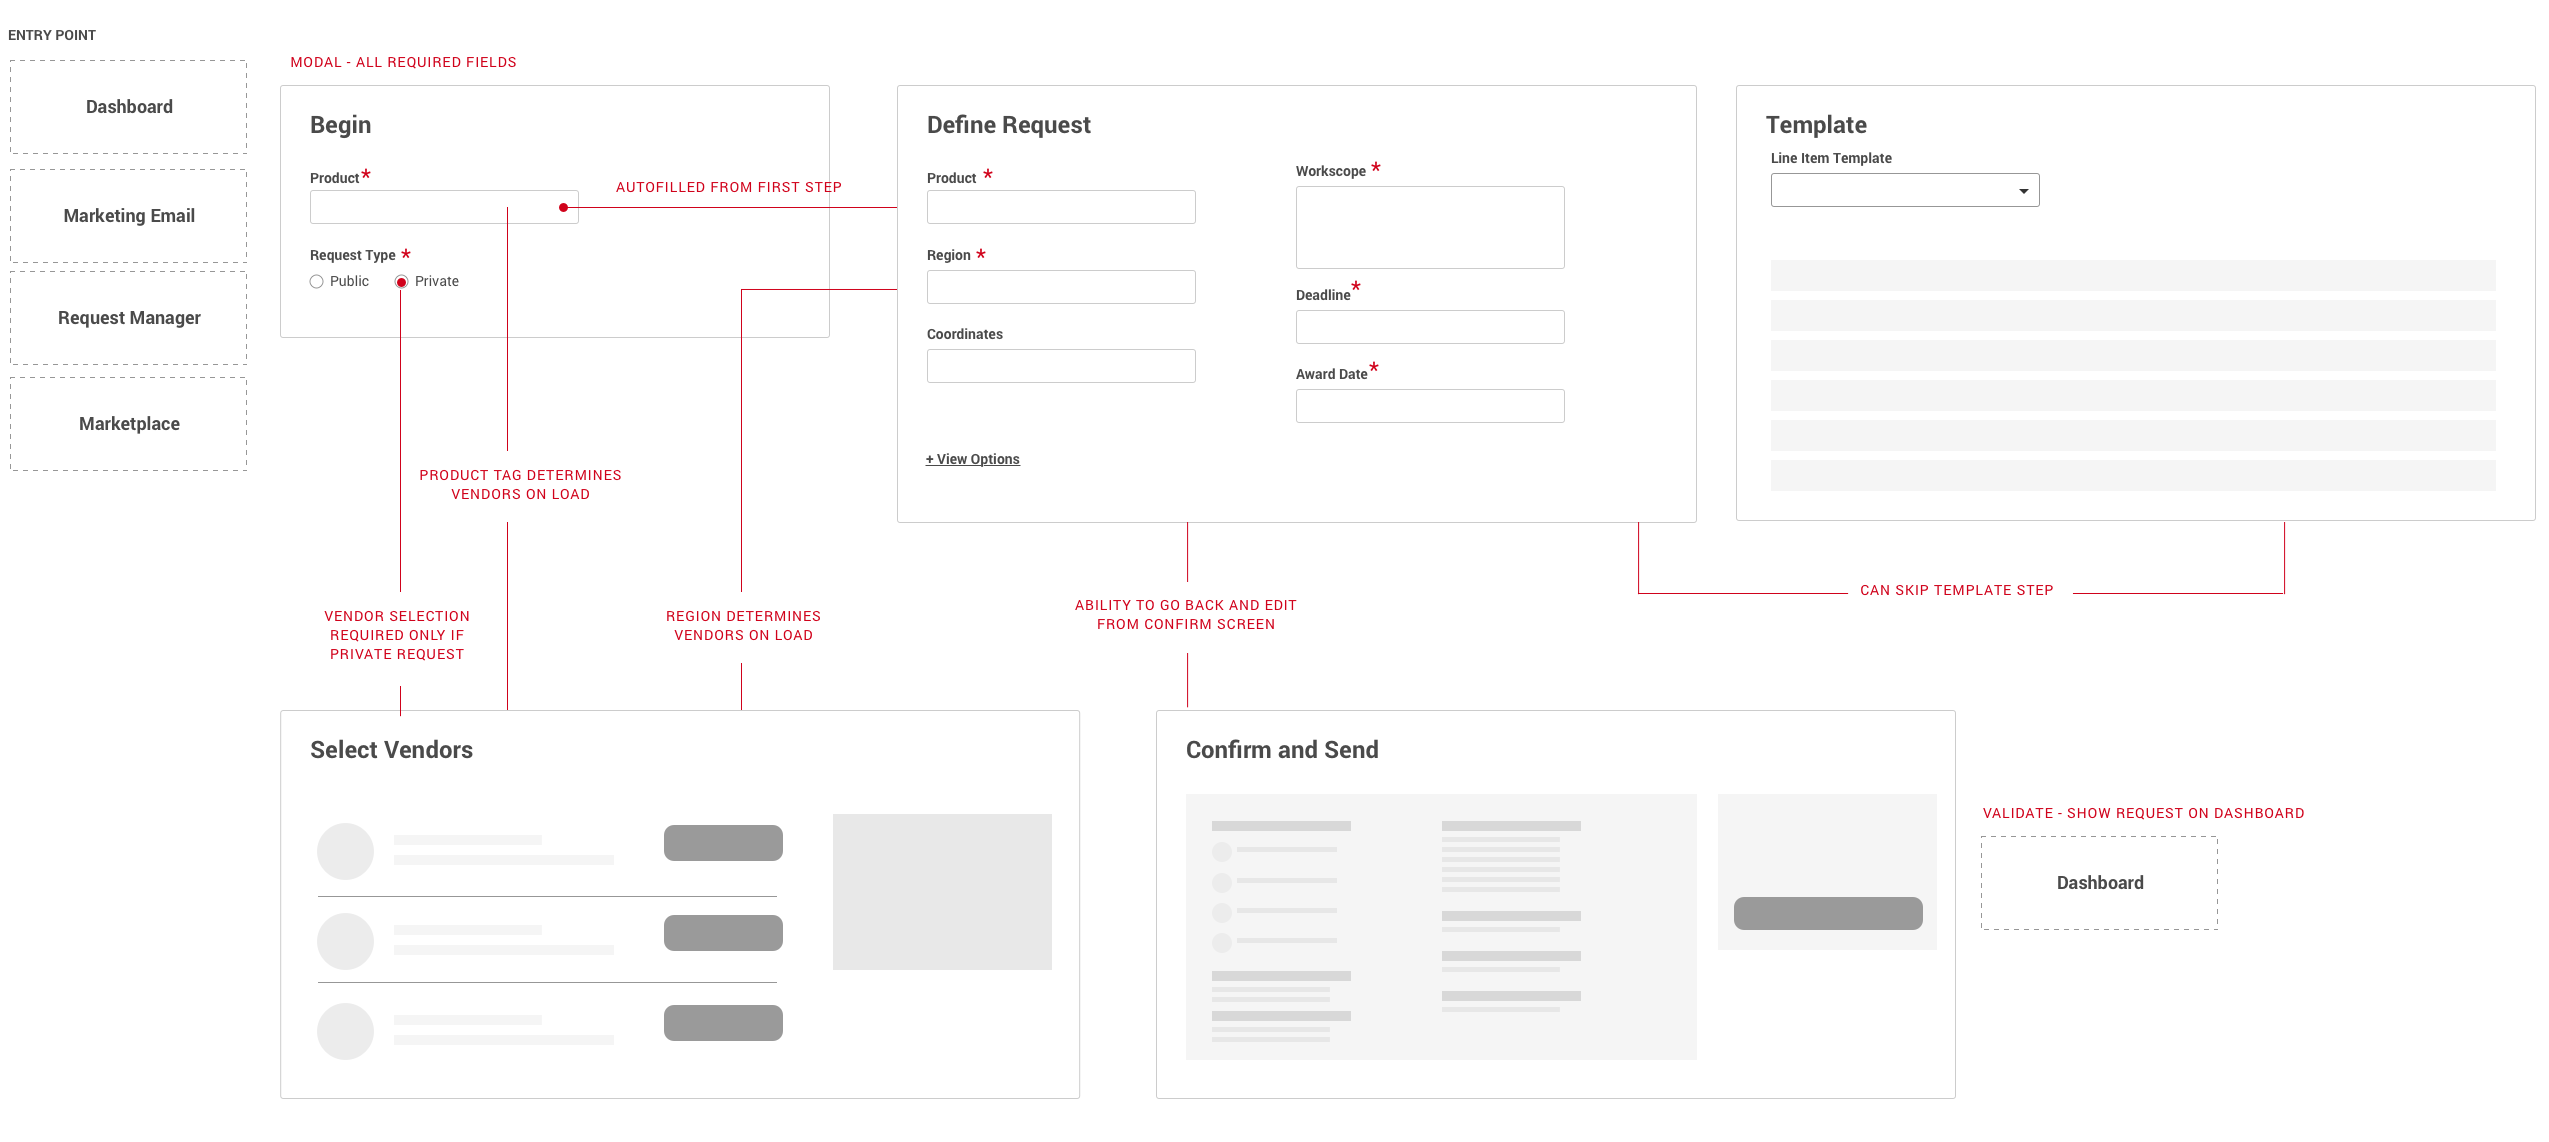 ENTRY POINT
Dashboard
Marketing Email
Request Manager
Marketplace
MODAL - ALL REQUIRED FIELDS
Begin
Product*
AUTOFILLED FROM FIRST STEP
Request Type *
Public
Private
Define Request
Product *
Region *
Coordinates
+ View Options
Workscope *
Deadline*
Award Date*
Template
Line Item Template
PRODUCT TAG DETERMINES
VENDORS ON LOAD
VENDOR SELECTION
REQUIRED ONLY IF
PRIVATE REQUEST
REGION DETERMINES
VENDORS ON LOAD
ABILITY TO GO BACK AND EDIT
FROM CONFIRM SCREEN
CAN SKIP TEMPLATE STEP
Select Vendors
Confirm and Send
VALIDATE - SHOW REQUEST ON DASHBOARD
Dashboard